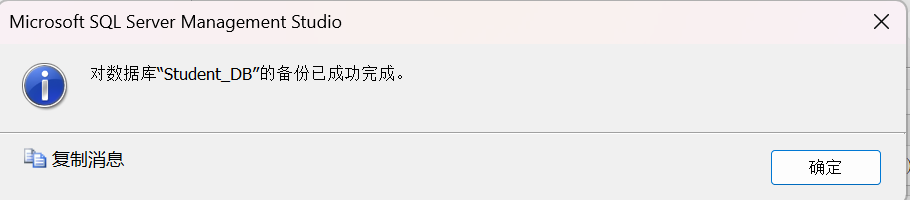 Microsoft SQL Server Management Studio
对数据库“Student_DB”的备份已成功完成。
复制消息
确定